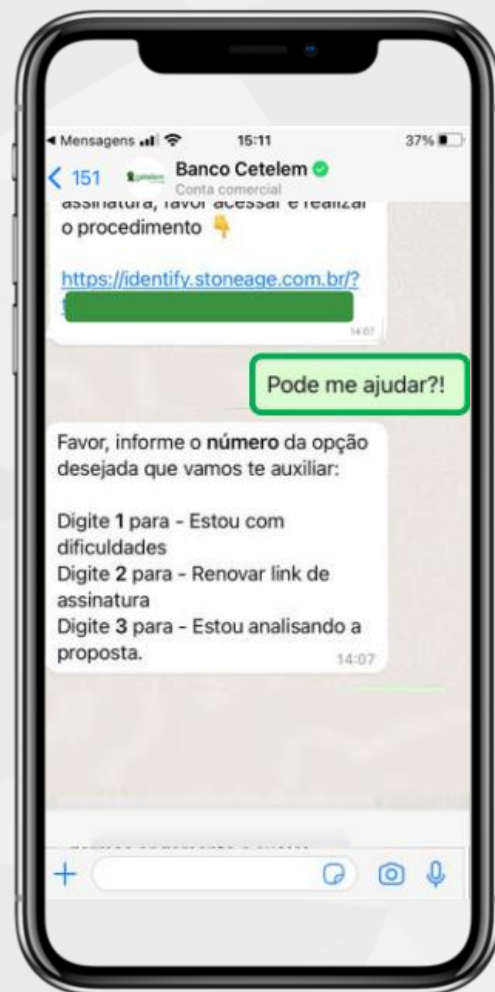 Mensagens 15:11 37%
151 Banco Cetelem
Conta comercial
assinatura, favor acessar e realizar
o procedimento
https://identify.stoneage.com.br/?
14:07
Pode me ajudar?!
Favor, informe o número da opção
desejada que vamos te auxiliar:
Digite 1 para - Estou com
dificuldades
Digite 2 para - Renovar link de
assinatura
Digite 3 para - Estou analisando a
proposta.
14:07